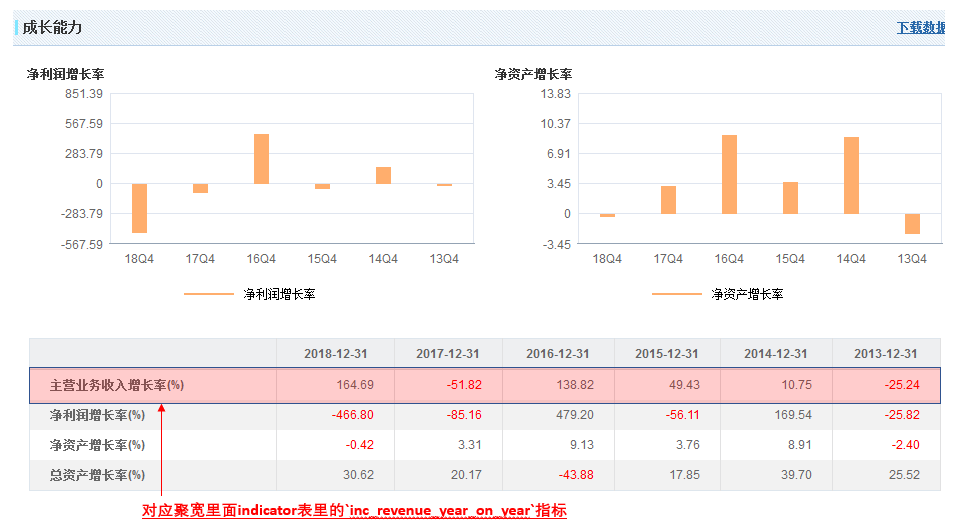 成长能力
下载数据
净利润增长率
851.39
567.59
283.79
0
-283.79
-567.59
18Q4 17Q4 16Q4 15Q4 14Q4 13Q4
净利润增长率
净资产增长率
13.83
10.37
6.91
3.45
0
-3.45
18Q4 17Q4 16Q4 15Q4 14Q4 13Q4
净资产增长率
2018-12-31 2017-12-31 2016-12-31 2015-12-31 2014-12-31 2013-12-31
主营业务收入增长率(%) 164.69 -51.82 138.82 49.43 10.75 -25.24
净利润增长率(%) -466.80 -85.16 479.20 -56.11 169.54 -25.82
净资产增长率(%) -0.42 3.31 9.13 3.76 8.91 -2.40
总资产增长率(%) 30.62 20.17 -43.88 17.85 39.70 25.52
对应聚宽里面indicator表里的`inc_revenue_year_on_year`指标